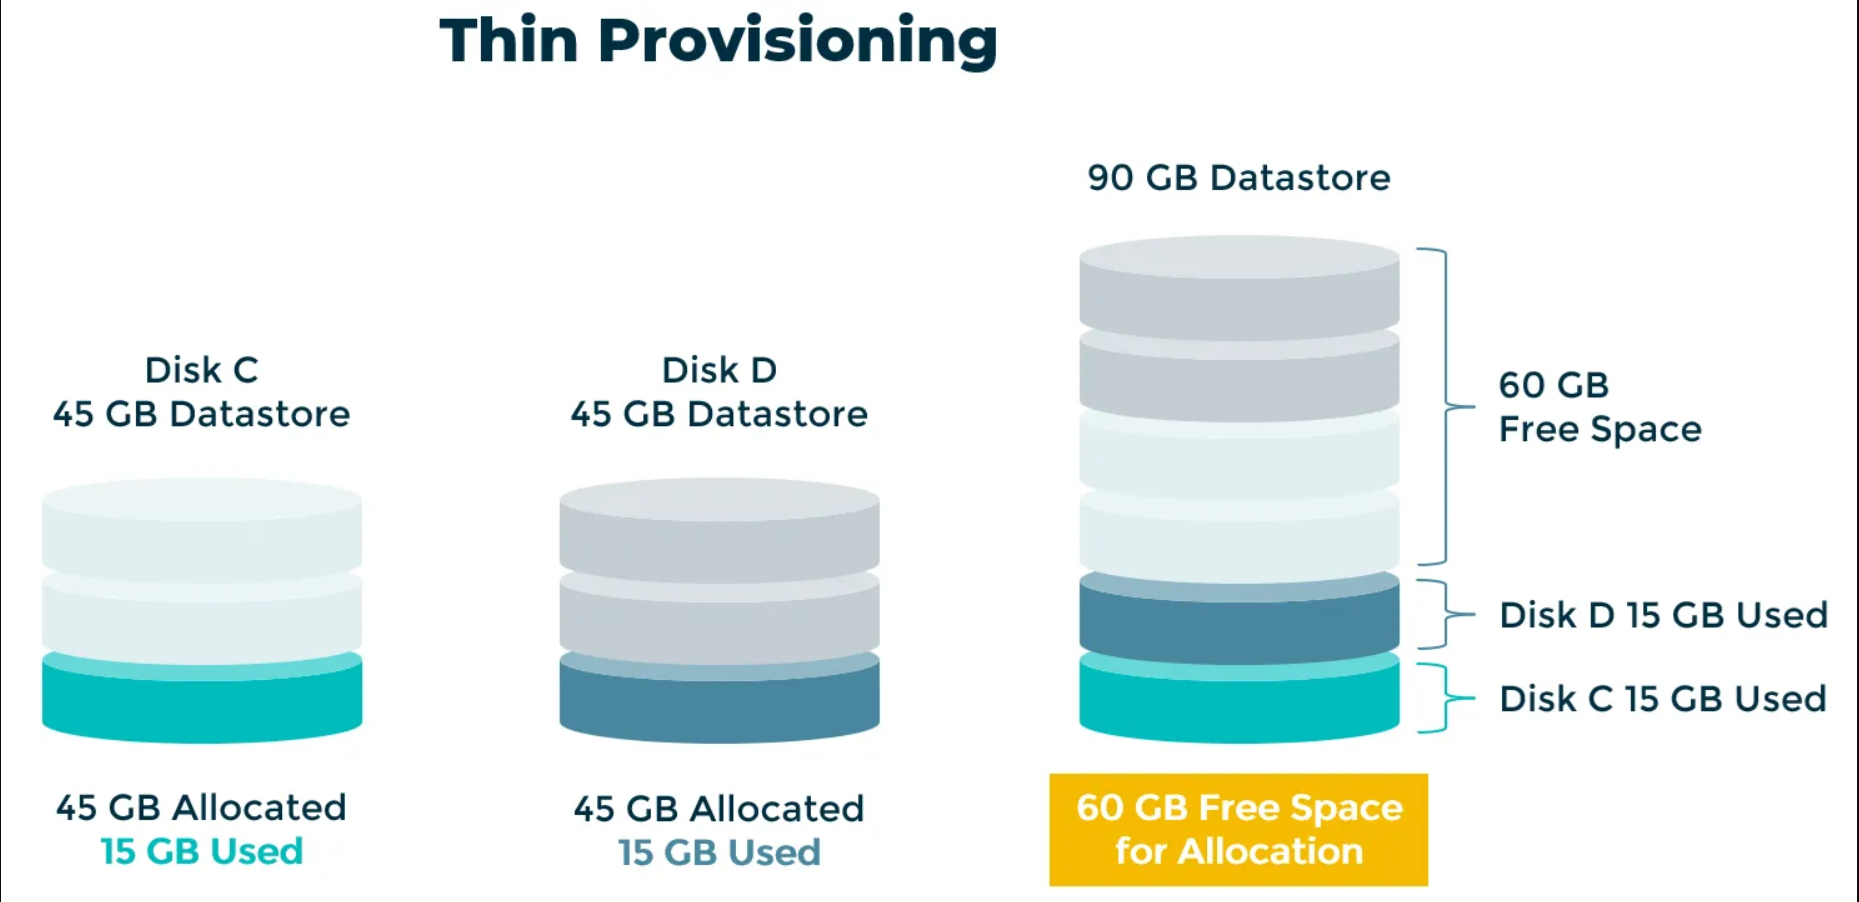 Thin Provisioning
90 GB Datastore
Disk C
45 GB Datastore
Disk D
45 GB Datastore
60 GB
Free Space
Disk D 15 GB Used
Disk C 15 GB Used
45 GB Allocated
15 GB Used
45 GB Allocated
15 GB Used
60 GB Free Space
for Allocation